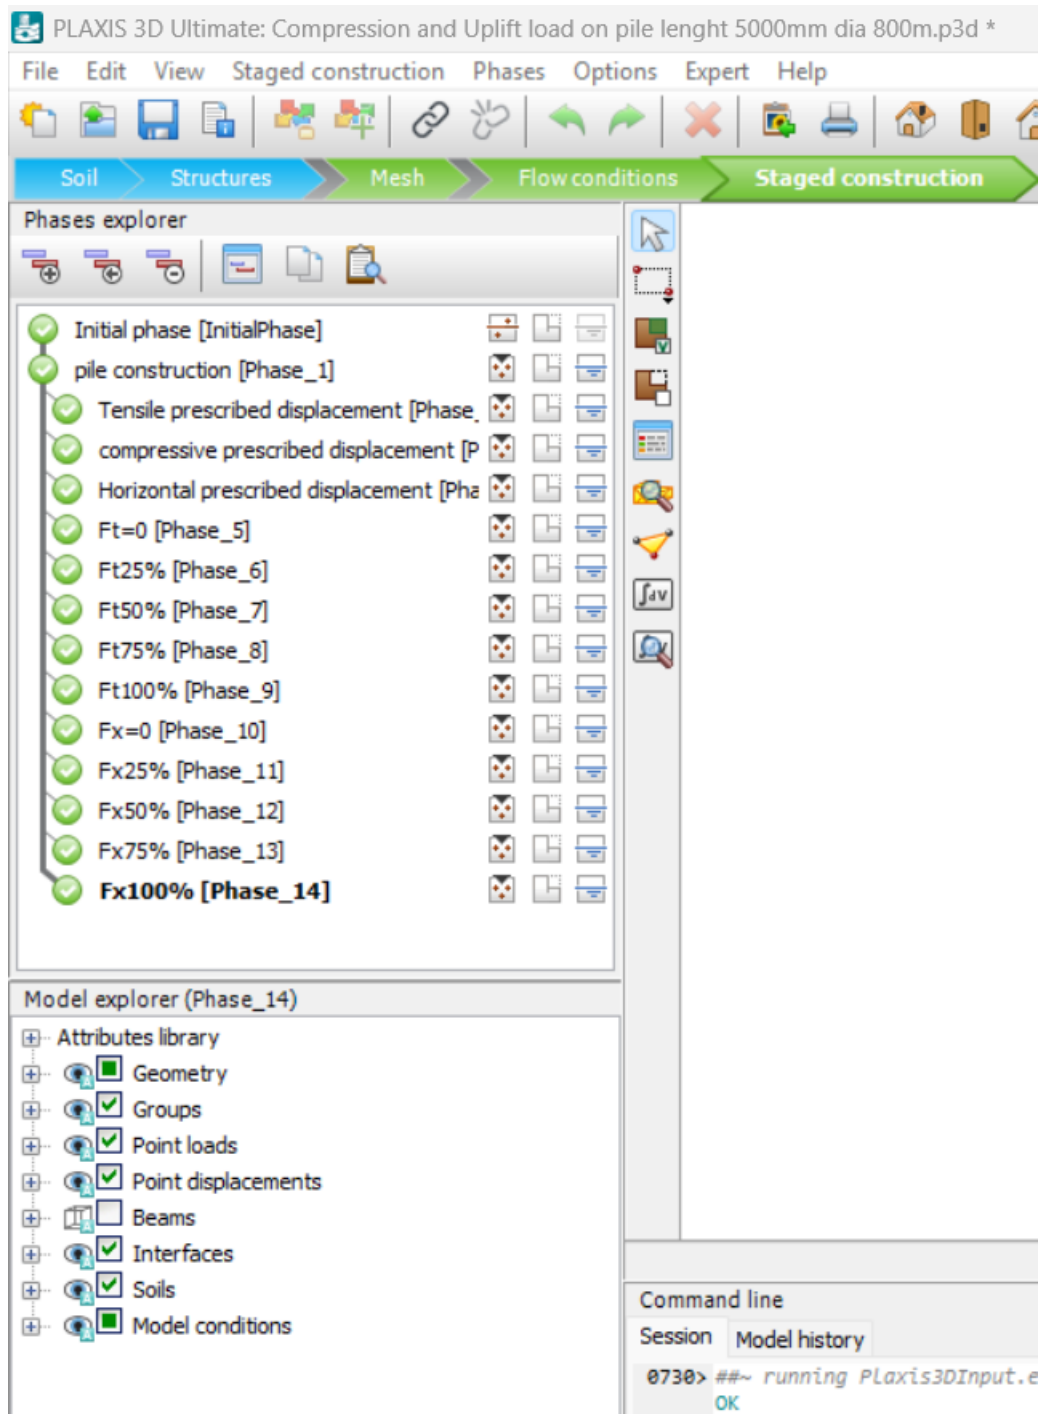 PLAXIS 3D Ultimate: Compression and Uplift load on pile lenght 5000mm dia 800m.p3d *
File Edit View Staged construction Phases Options Expert Help
Soil Structures Mesh Flow conditions Staged construction
Phases explorer
Initial phase [InitialPhase]
pile construction [Phase_1]
Tensile prescribed displacement [Phase_
compressive prescribed displacement [P
Horizontal prescribed displacement [Pha
Ft=0 [Phase_5]
Ft25% [Phase_6]
Ft50% [Phase_7]
Ft75% [Phase_8]
Ft100% [Phase_9]
Fx=0 [Phase_10]
Fx25% [Phase_11]
Fx50% [Phase_12]
Fx75% [Phase_13]
Fx100% [Phase_14]
Model explorer (Phase_14)
Attributes library
Geometry
Groups
Point loads
Point displacements
Beams
Interfaces
Soils
Model conditions
Command line
Session Model history
0730> ##~ running Plaxis3DInput.e
OK